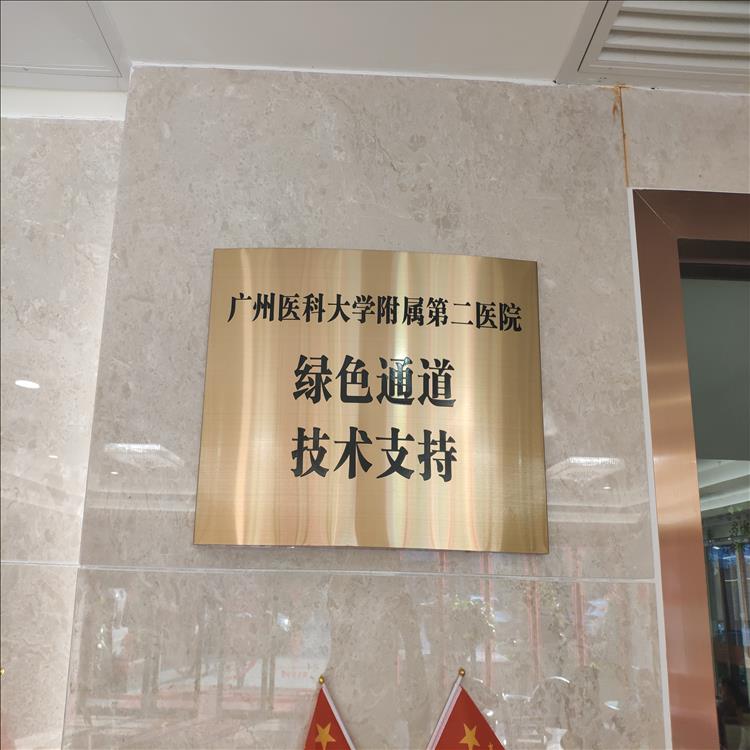 广州医科大学附属第二医院
绿色通道
技术支持